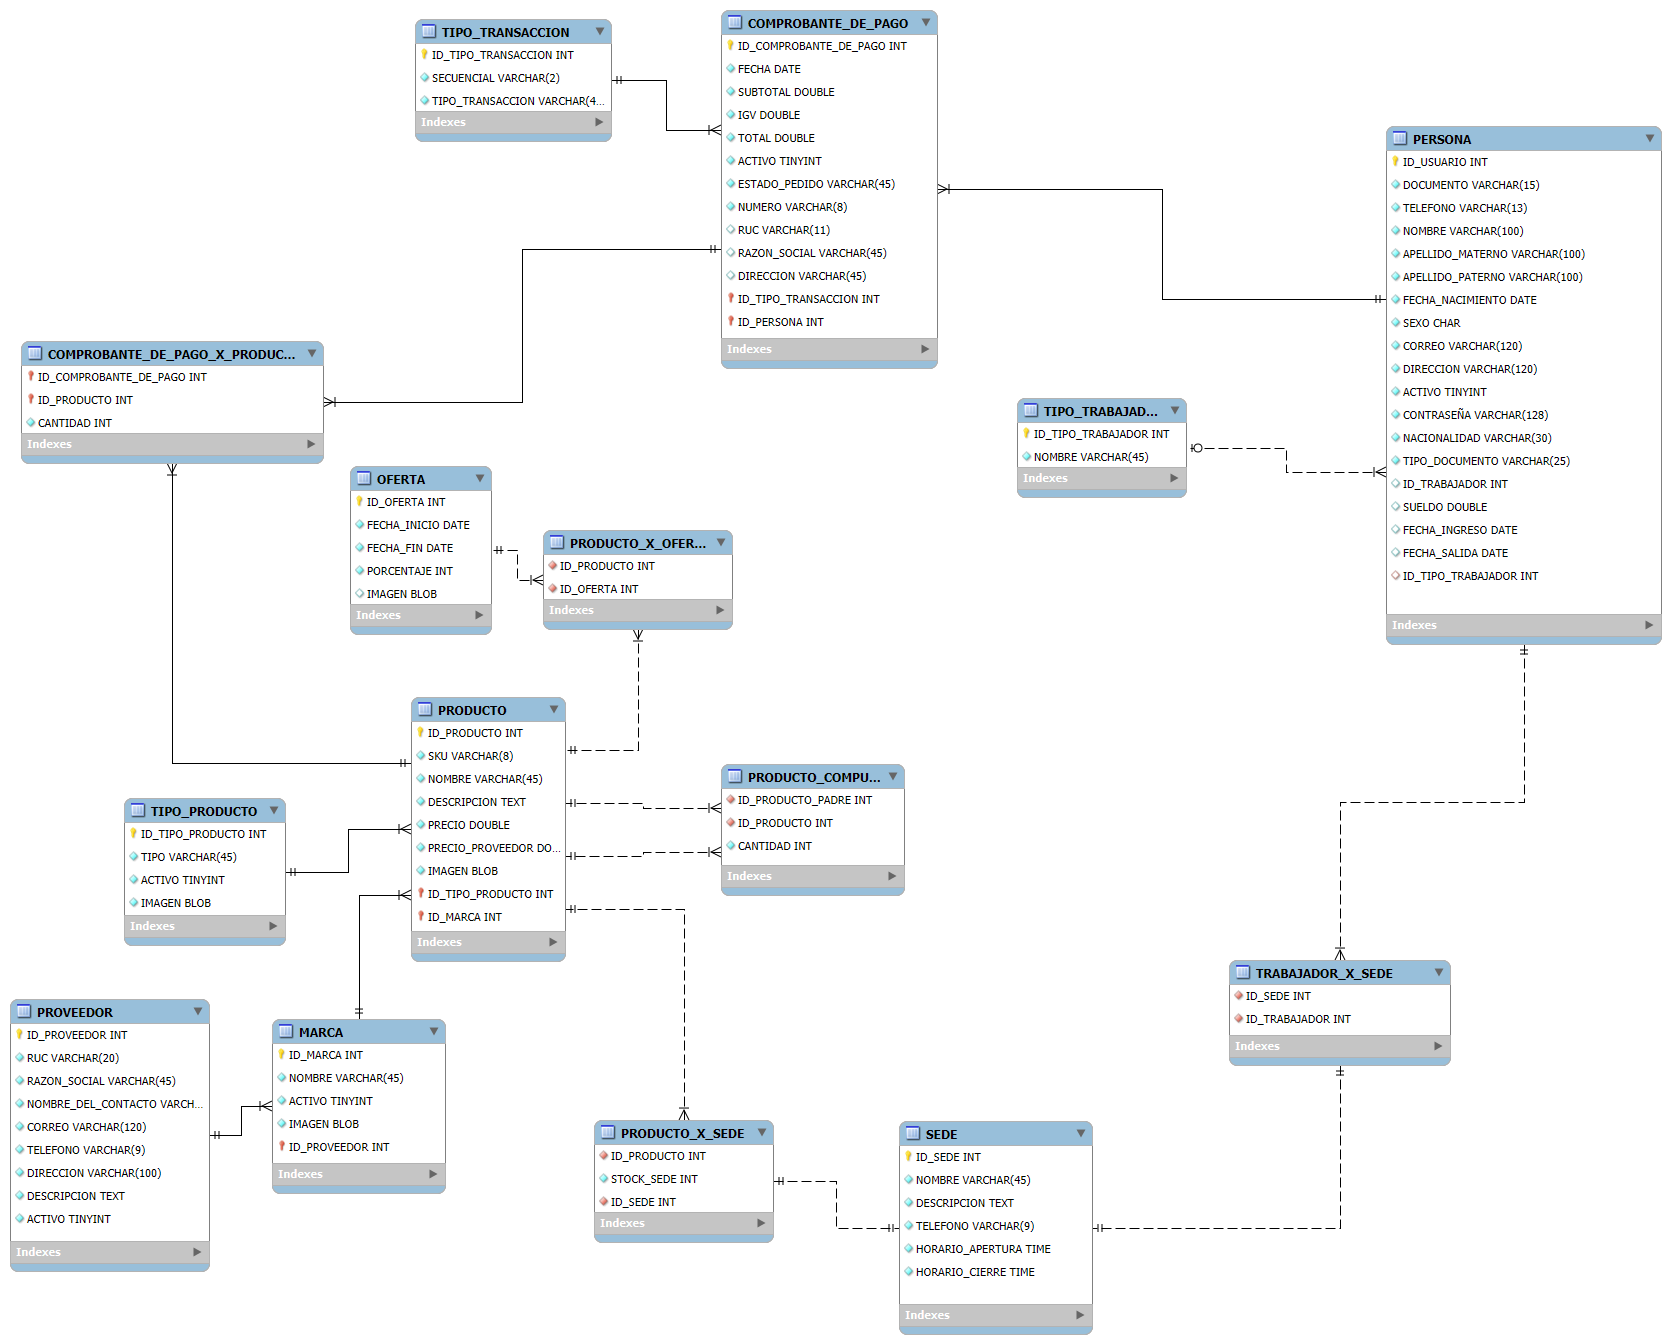 TIPO_TRANSACCION
ID_TIPO_TRANSACCION INT
SECUENCIAL VARCHAR(2)
TIPO_TRANSACCION VARCHAR(4...
Indexes
COMPROBANTE_DE_PAGO
ID_COMPROBANTE_DE_PAGO INT
FECHA DATE
SUBTOTAL DOUBLE
IGV DOUBLE
TOTAL DOUBLE
ACTIVO TINYINT
ESTADO_PEDIDO VARCHAR(45)
NUMERO VARCHAR(8)
RUC VARCHAR(11)
RAZON_SOCIAL VARCHAR(45)
DIRECCION VARCHAR(45)
ID_TIPO_TRANSACCION INT
ID_PERSONA INT
Indexes
PERSONA
ID_USUARIO INT
DOCUMENTO VARCHAR(15)
TELEFONO VARCHAR(13)
NOMBRE VARCHAR(100)
APELLIDO_MATERNO VARCHAR(100)
APELLIDO_PATERNO VARCHAR(100)
FECHA_NACIMIENTO DATE
SEXO CHAR
CORREO VARCHAR(120)
DIRECCION VARCHAR(120)
ACTIVO TINYINT
CONTRASEÑA VARCHAR(128)
NACIONALIDAD VARCHAR(30)
TIPO_DOCUMENTO VARCHAR(25)
ID_TRABAJADOR INT
SUELDO DOUBLE
FECHA_INGRESO DATE
FECHA_SALIDA DATE
ID_TIPO_TRABAJADOR INT
Indexes
COMPROBANTE_DE_PAGO_X_PRODUC...
ID_COMPROBANTE_DE_PAGO INT
ID_PRODUCTO INT
CANTIDAD INT
Indexes
TIPO_TRABAJAD...
ID_TIPO_TRABAJADOR INT
NOMBRE VARCHAR(45)
Indexes
OFERTA
ID_OFERTA INT
FECHA_INICIO DATE
FECHA_FIN DATE
PORCENTAJE INT
IMAGEN BLOB
Indexes
PRODUCTO_X_OFER...
ID_PRODUCTO INT
ID_OFERTA INT
Indexes
PRODUCTO
ID_PRODUCTO INT
SKU VARCHAR(8)
NOMBRE VARCHAR(45)
DESCRIPCION TEXT
PRECIO DOUBLE
PRECIO_PROVEEDOR DO...
IMAGEN BLOB
ID_TIPO_PRODUCTO INT
ID_MARCA INT
Indexes
PRODUCTO_COMPU...
ID_PRODUCTO_PADRE INT
ID_PRODUCTO INT
CANTIDAD INT
Indexes
TIPO_PRODUCTO
ID_TIPO_PRODUCTO INT
TIPO VARCHAR(45)
ACTIVO TINYINT
IMAGEN BLOB
Indexes
PROVEEDOR
ID_PROVEEDOR INT
RUC VARCHAR(20)
RAZON_SOCIAL VARCHAR(45)
NOMBRE_DEL_CONTACTO VARCH...
CORREO VARCHAR(120)
TELEFONO VARCHAR(9)
DIRECCION VARCHAR(100)
DESCRIPCION TEXT
ACTIVO TINYINT
Indexes
MARCA
ID_MARCA INT
NOMBRE VARCHAR(45)
ACTIVO TINYINT
IMAGEN BLOB
ID_PROVEEDOR INT
Indexes
TRABAJADOR_X_SEDE
ID_SEDE INT
ID_TRABAJADOR INT
Indexes
PRODUCTO_X_SEDE
ID_PRODUCTO INT
STOCK_SEDE INT
ID_SEDE INT
Indexes
SEDE
ID_SEDE INT
NOMBRE VARCHAR(45)
DESCRIPCION TEXT
TELEFONO VARCHAR(9)
HORARIO_APERTURA TIME
HORARIO_CIERRE TIME
Indexes